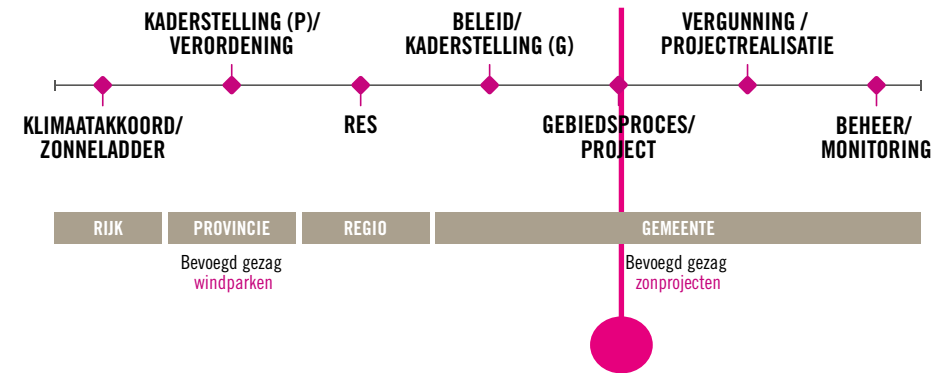 KADERSTELLING (P)/
VERORDENING
BELEID/
KADERSTELLING (G)
VERGUNNING /
PROJECTREALISATIE
KLIMAATAKKOORD/
ZONNELADDER
RES
GEBIEDSPROCES/
PROJECT
BEHEER/
MONITORING
RIJK
PROVINCIE
REGIO
GEMEENTE
Bevoegd gezag
windparken
Bevoegd gezag
zonprojecten